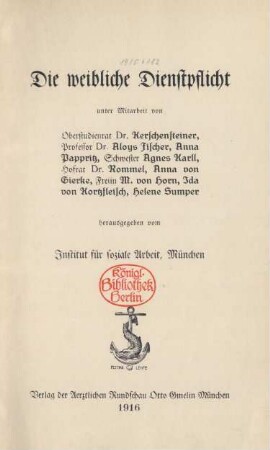 Die weibliche Dienstpflicht
unter Mitarbeit von
Oberstudienrat Dr. Kerschensteiner,
Professor Dr. Aloys Fischer, Anna
Pappritz, Schwester Agnes Karll,
Hofrat Dr. Rommel, Anna von
Gierke, Freiin M. von Horn, Ida
von Kortzfleisch, Helene Sumper
herausgegeben vom
Institut für soziale Arbeit, München
Königl.
Bibliothek
Berlin
Verlag der Aerztlichen Rundschau Otto Gmelin München
1916